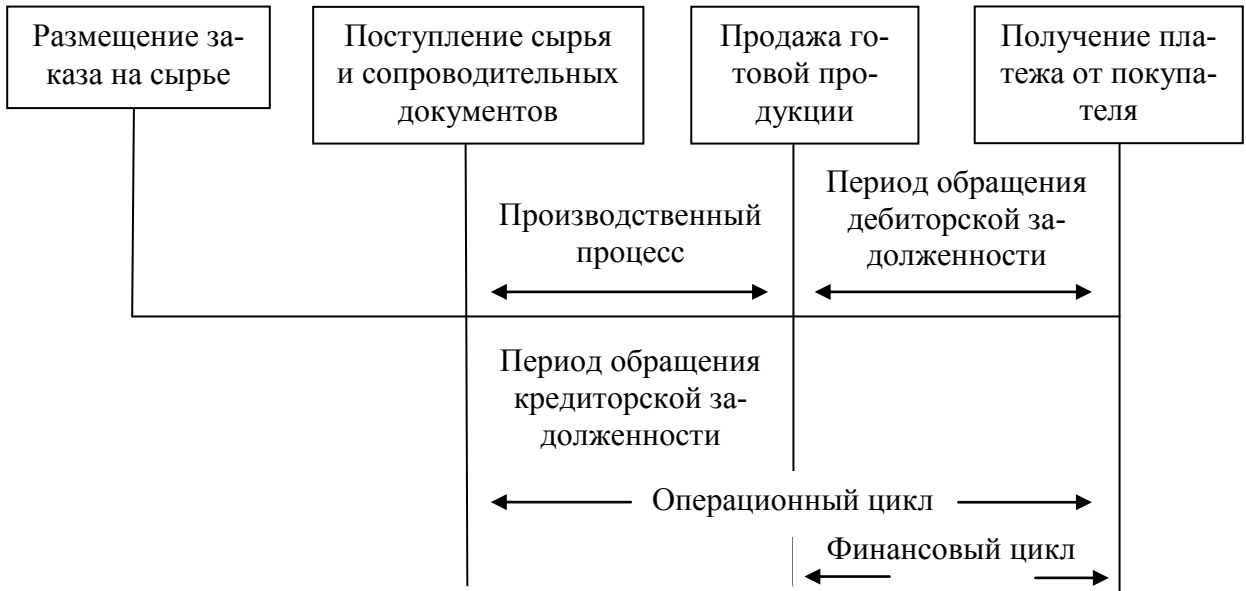 Размещение за-
каза на сырье
Поступление сырья
и сопроводительных
документов
Продажа го-
товой про-
дукции
Получение пла-
тежа от покупа-
теля
Производственный
процесс
Период обращения
дебиторской за-
долженности
Период обращения
кредиторской за-
долженности
Операционный цикл
Финансовый цикл